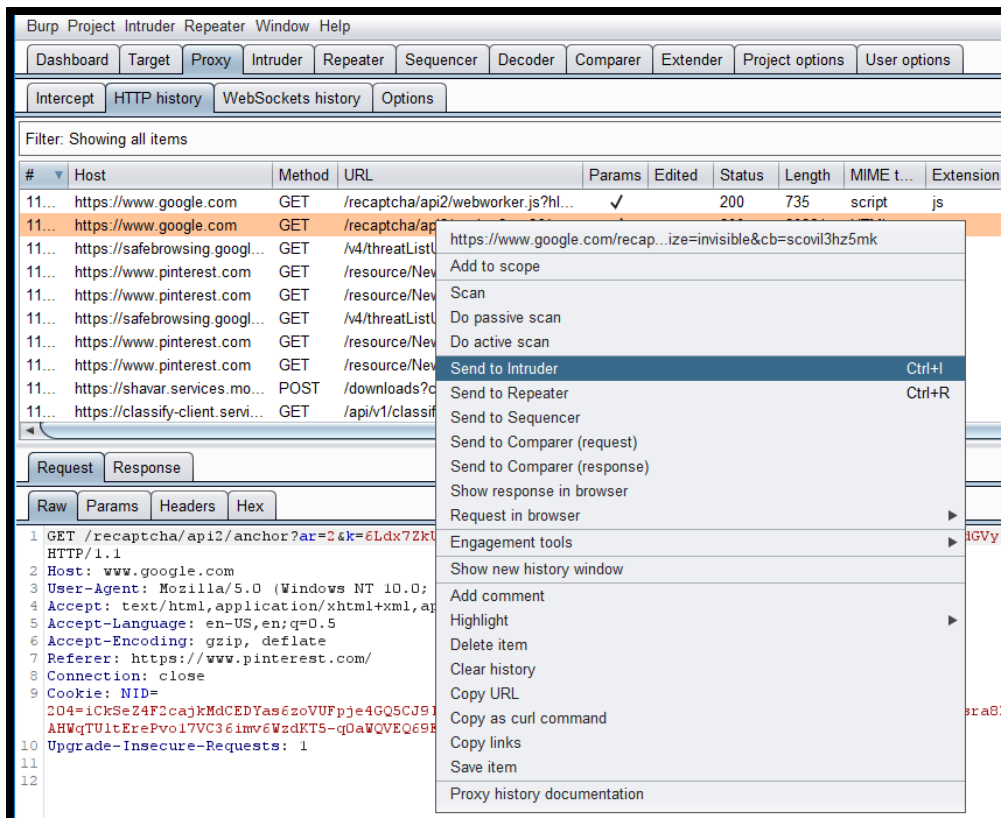 Burp Project Intruder Repeater Window Help
Dashboard Target Proxy Intruder Repeater Sequencer Decoder Comparer Extender Project options User options
Intercept HTTP history WebSockets history Options
Filter: Showing all items
# Host Method URL Params Edited Status Length MIME t... Extension
11... https://www.google.com GET /recaptcha/api2/webworker.js?hl... ✓ 200 735 script js
11... https://www.google.com GET /recaptcha/ap
11... https://safebrowsing.googl... GET /v4/threatListU
11... https://www.pinterest.com GET /resource/New
11... https://www.pinterest.com GET /resource/New
11... https://safebrowsing.googl... GET /v4/threatListU
11... https://www.pinterest.com GET /resource/New
11... https://www.pinterest.com GET /resource/New
11... https://shavar.services.mo... POST /downloads?c
11... https://classify-client.servi... GET /api/v1/classif
https://www.google.com/recap...ize=invisible&cb=scovil3hz5mk
Add to scope
Scan
Do passive scan
Do active scan
Send to Intruder Ctrl+I
Send to Repeater Ctrl+R
Send to Sequencer
Send to Comparer (request)
Send to Comparer (response)
Show response in browser
Request in browser
Engagement tools
Show new history window
Add comment
Highlight
Delete item
Clear history
Copy URL
Copy as curl command
Copy links
Save item
Proxy history documentation
Request Response
Raw Params Headers Hex
1 GET /recaptcha/api2/anchor?ar=2&k=6Ldx7ZkU dGVy
HTTP/1.1
2 Host: www.google.com
3 User-Agent: Mozilla/5.0 (Windows NT 10.0;
4 Accept: text/html,application/xhtml+xml,ap
5 Accept-Language: en-US,en;q=0.5
6 Accept-Encoding: gzip, deflate
7 Referer: https://www.pinterest.com/
8 Connection: close
9 Cookie: NID=
204=iCkSeZ4F2cajkMdCEDYas6zoVUFpje4GQ5CJ9 sra8
AHWqTUltErePvo17VC36imv6WzdKT5-q0aWQVEQ69
10 Upgrade-Insecure-Requests: 1
11
12